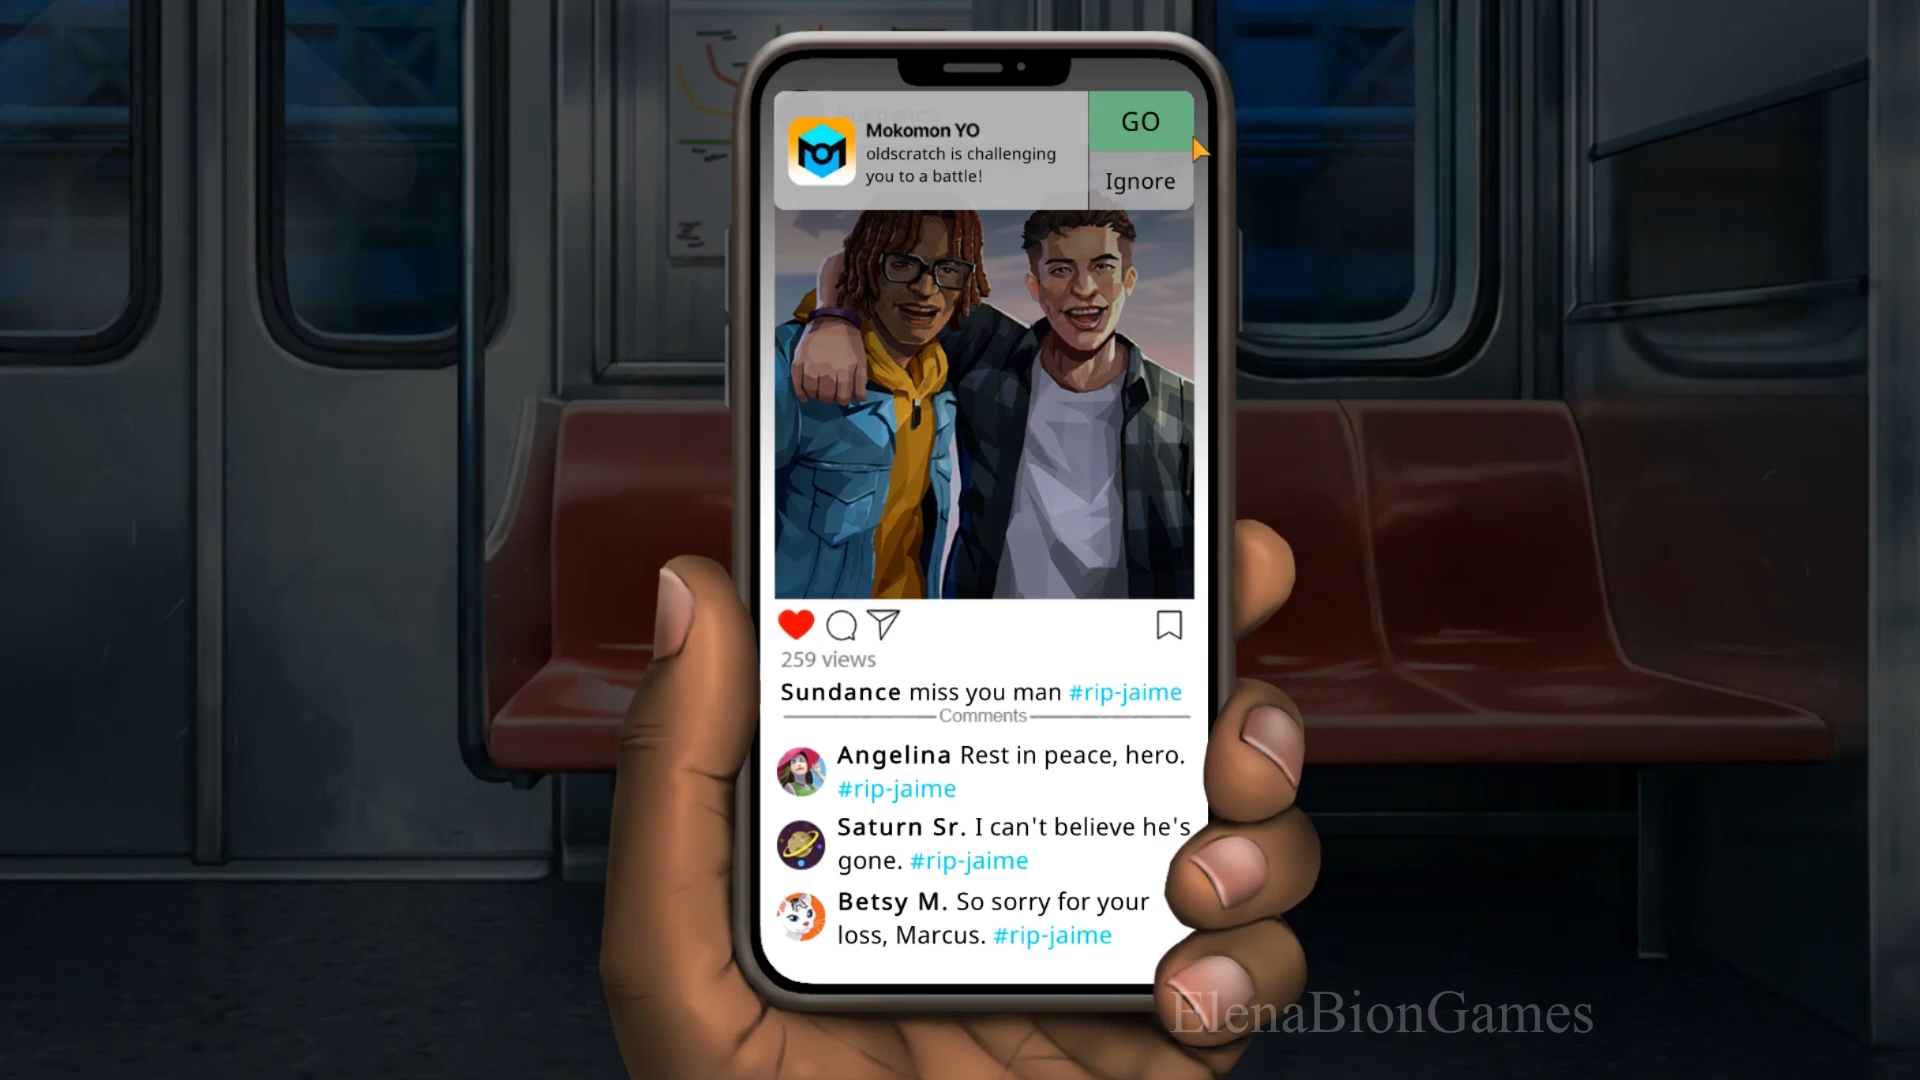 Sundance
Mokomon YO
oldscratch is challenging
you to a battle!
GO
Ignore
259 views
Sundance miss you man #rip-jaime
Comments
Angelina Rest in peace, hero.
#rip-jaime
Saturn Sr. I can't believe he's
gone. #rip-jaime
Betsy M. So sorry for your
loss, Marcus. #rip-jaime
ElenaBionGames